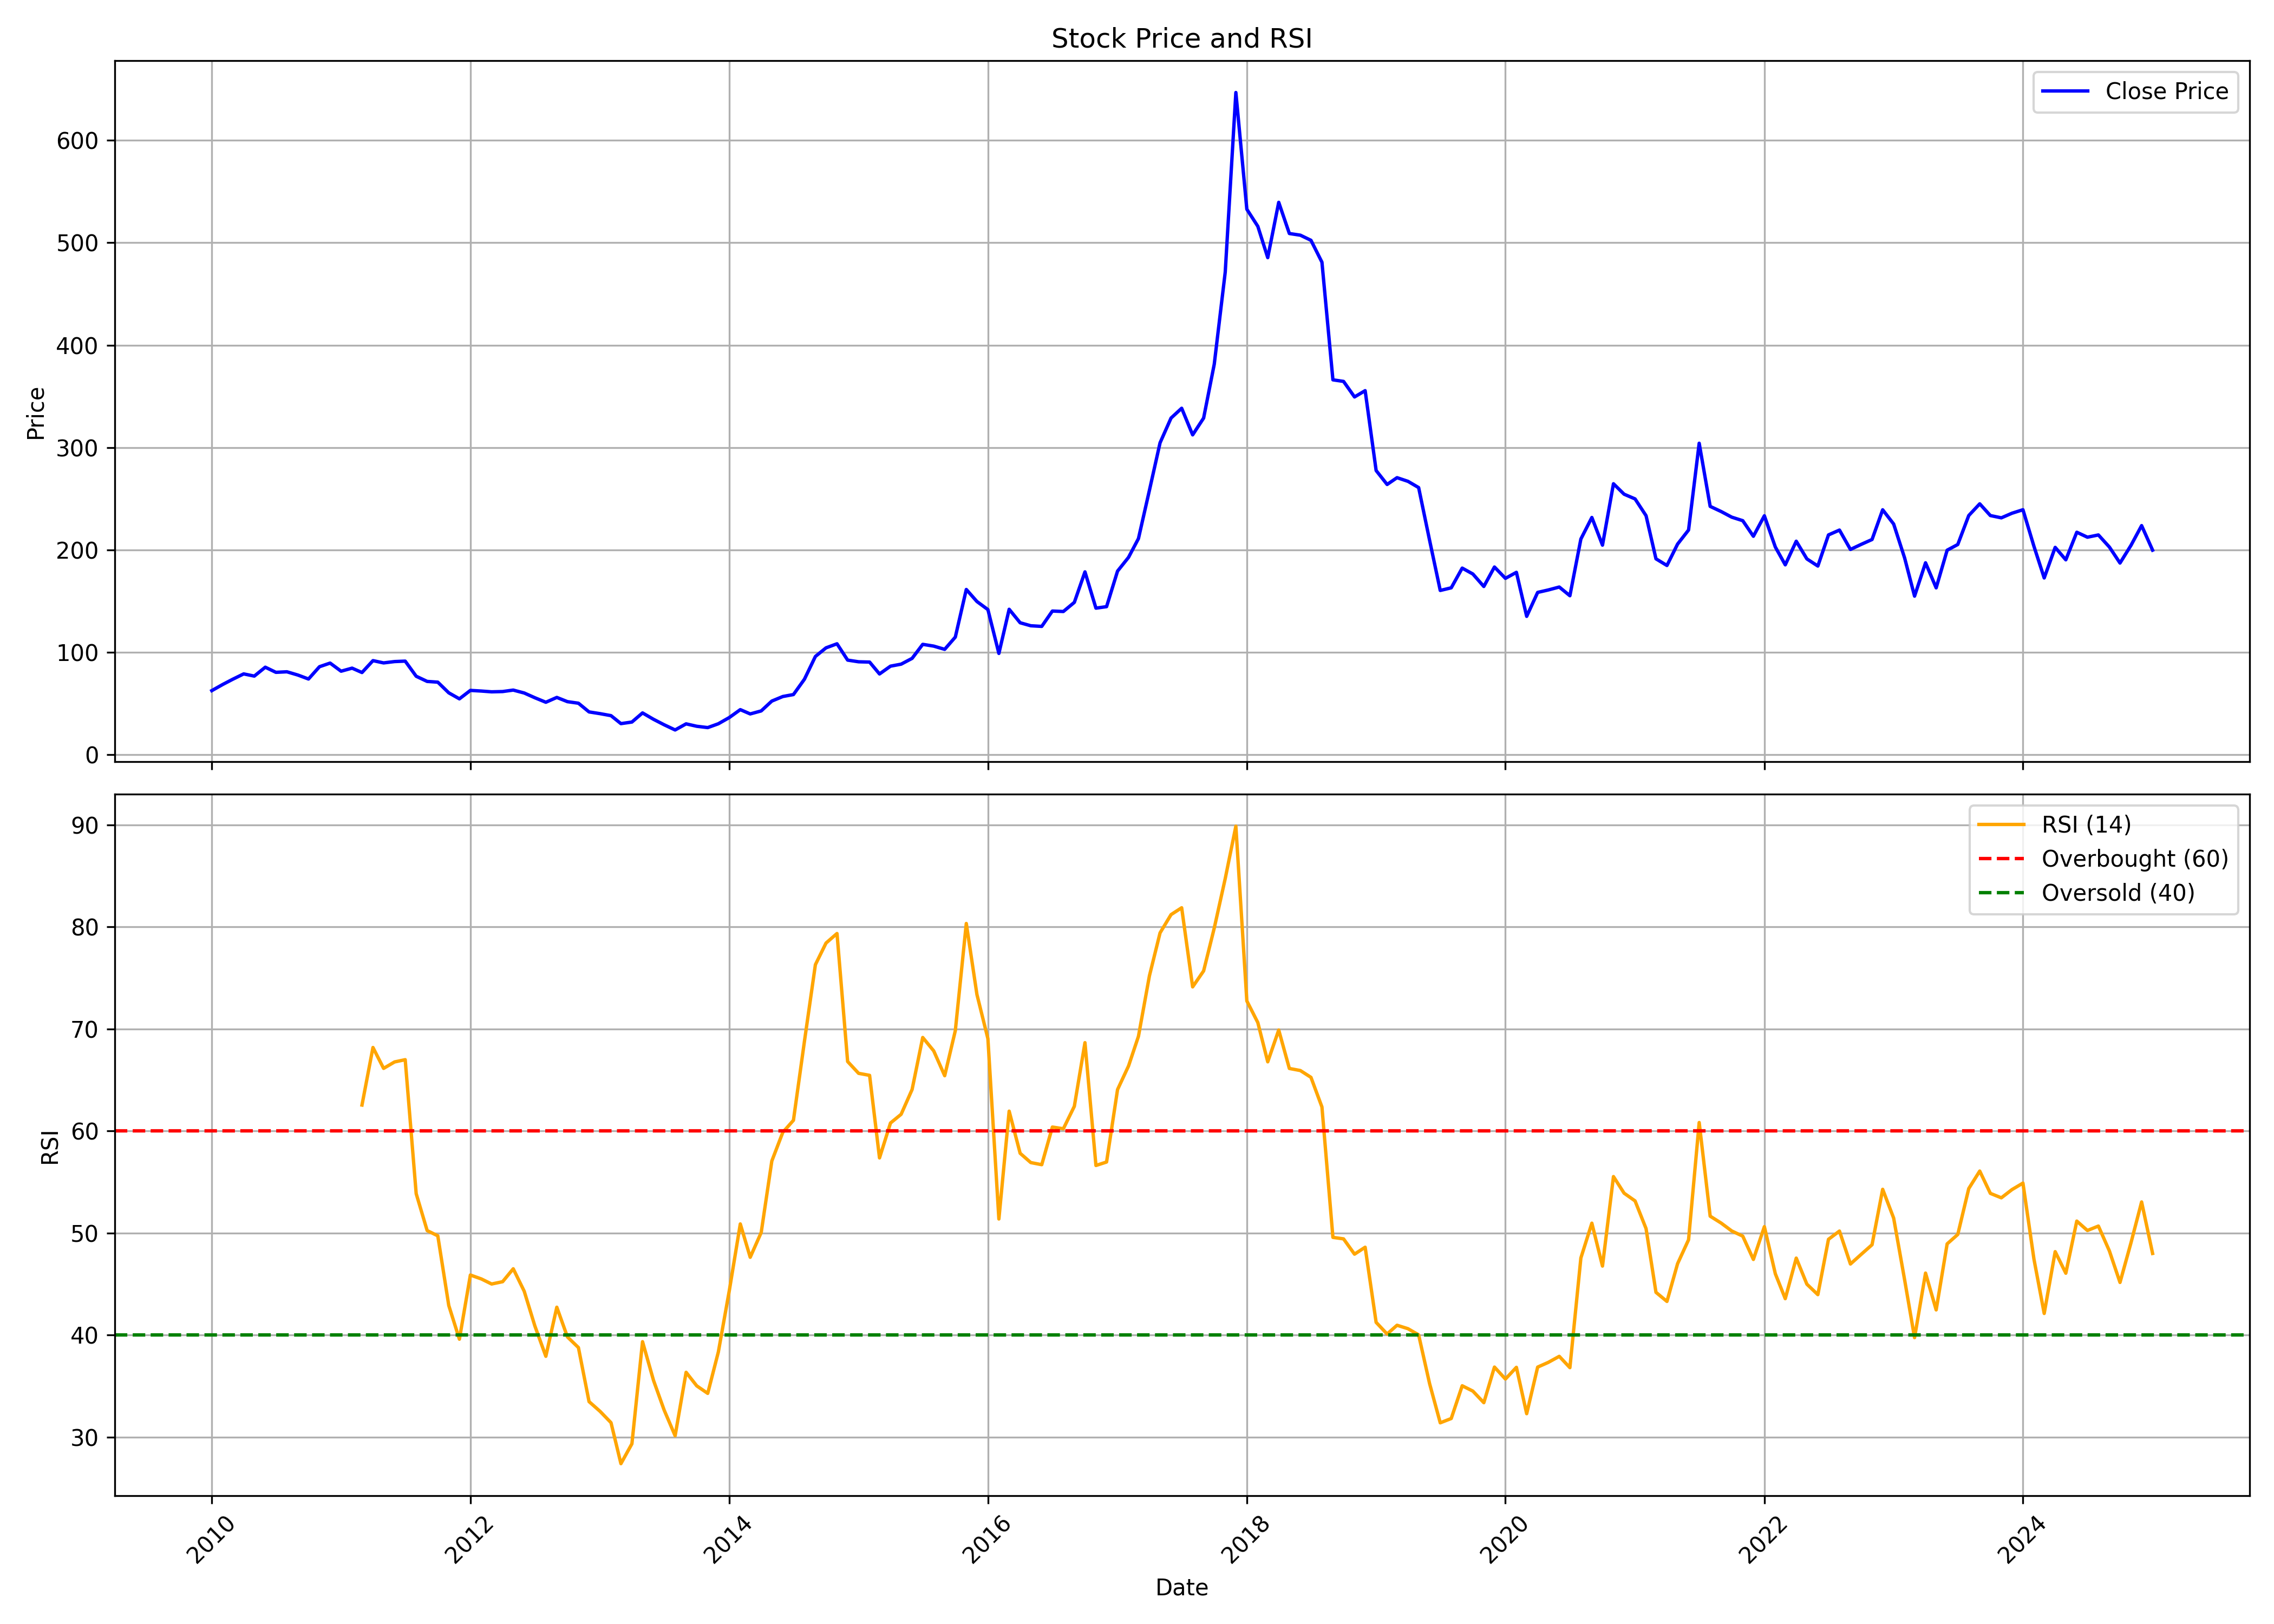 Stock Price and RSI
Close Price
Price
600
500
400
300
200
100
0
RSI (14)
Overbought (60)
Oversold (40)
RSI
90
80
70
60
50
40
30
2010
2012
2014
2016
2018
2020
2022
2024
Date